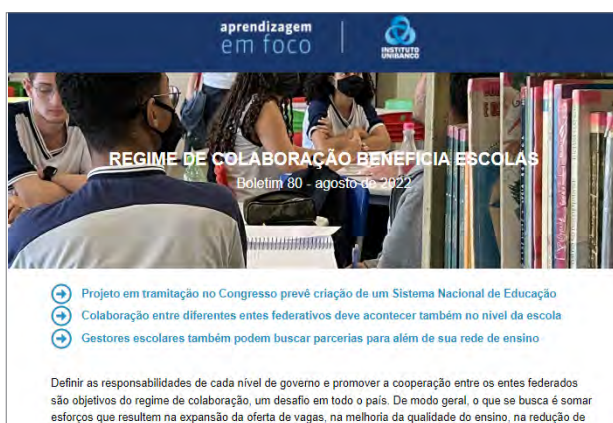 aprendizagem
em foco
INSTITUTO
UNIBANCO
REGIME DE COLABORAÇÃO BENEFICIA ESCOLAS
Boletim 80 - agosto de 2022
Projeto em tramitação no Congresso prevê criação de um Sistema Nacional de Educação
Colaboração entre diferentes entes federativos deve acontecer também no nível da escola
Gestores escolares também podem buscar parcerias para além de sua rede de ensino
Definir as responsabilidades de cada nível de governo e promover a cooperação entre os entes federados
são objetivos do regime de colaboração, um desafio em todo o país. De modo geral, o que se busca é somar
esforços que resultem na expansão da oferta de vagas, na melhoria da qualidade do ensino, na redução de